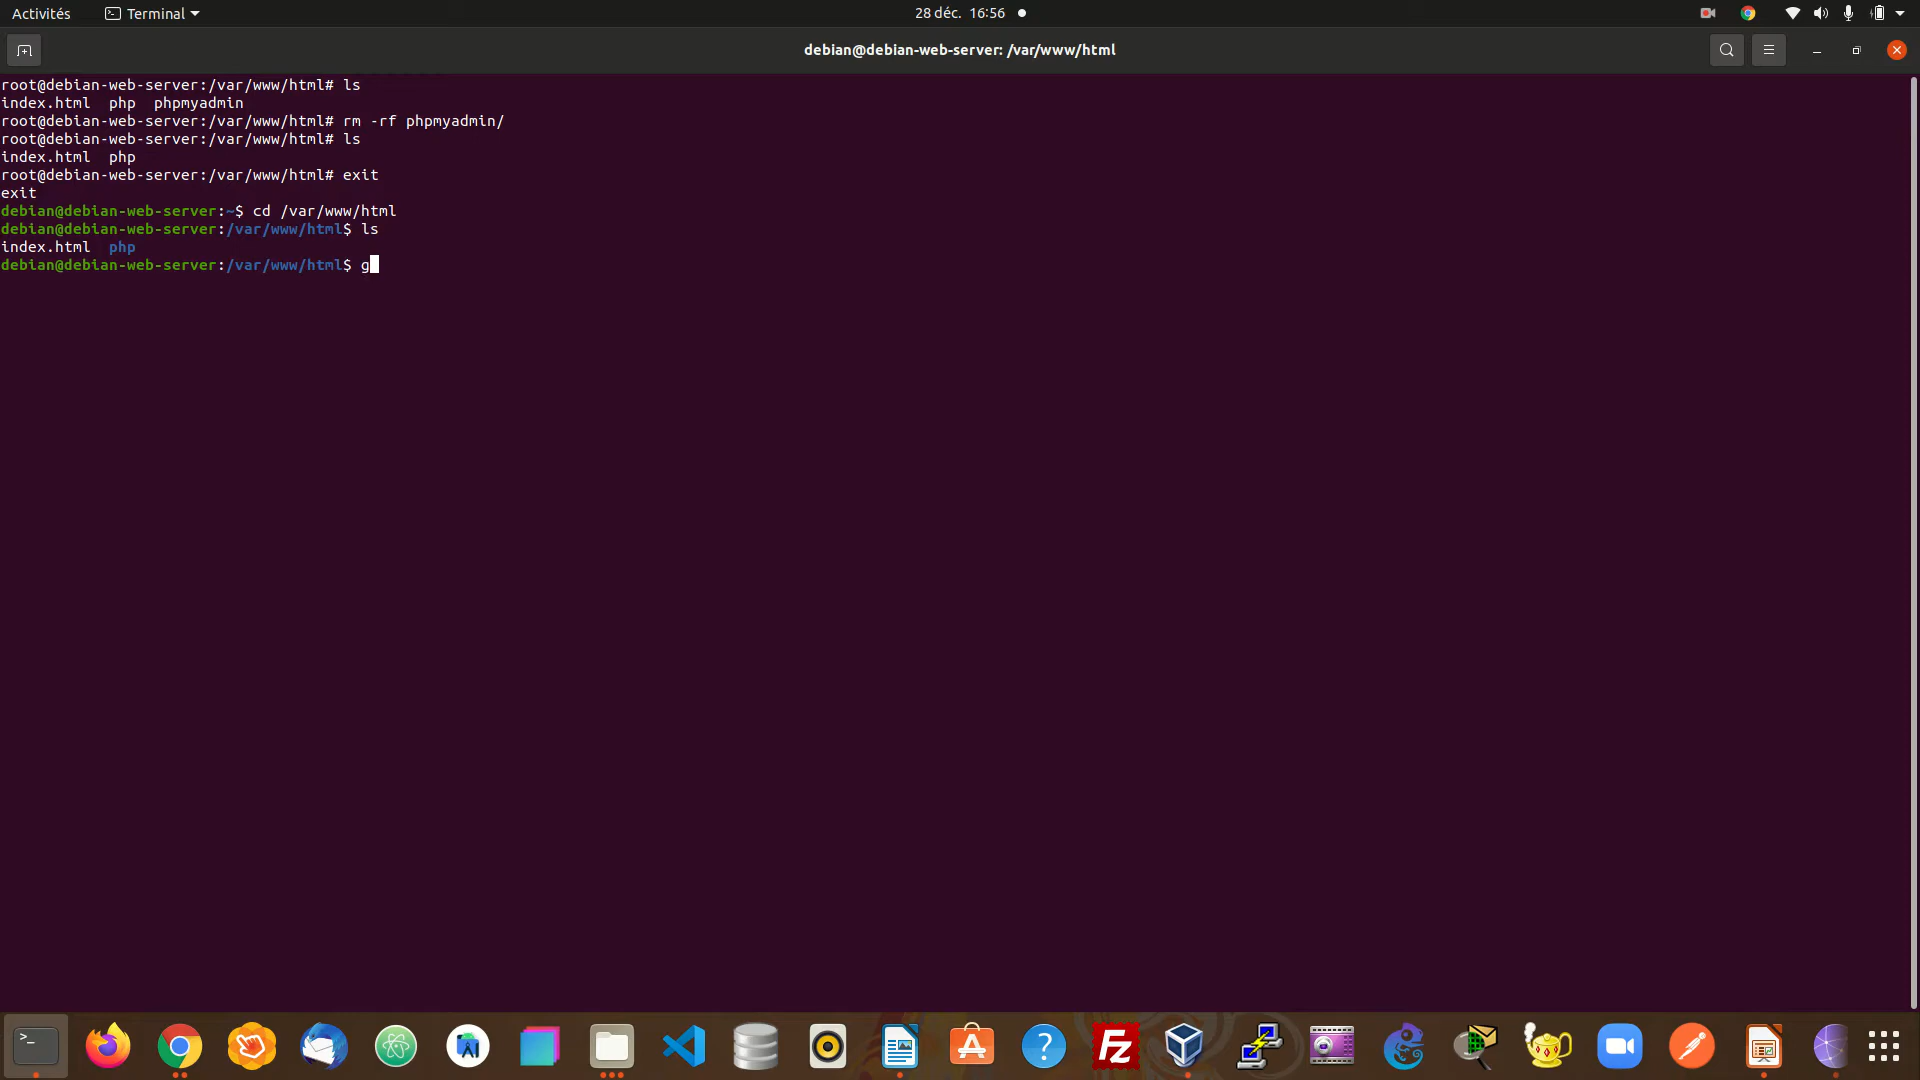 Activités Terminal 28 déc. 16:56
debian@debian-web-server: /var/www/html
root@debian-web-server:/var/www/html# ls
index.html  php  phpmyadmin
root@debian-web-server:/var/www/html# rm -rf phpmyadmin/
root@debian-web-server:/var/www/html# ls
index.html  php
root@debian-web-server:/var/www/html# exit
exit
debian@debian-web-server:~$ cd /var/www/html
debian@debian-web-server:/var/www/html$ ls
index.html  php
debian@debian-web-server:/var/www/html$ g
>_ Fz ?